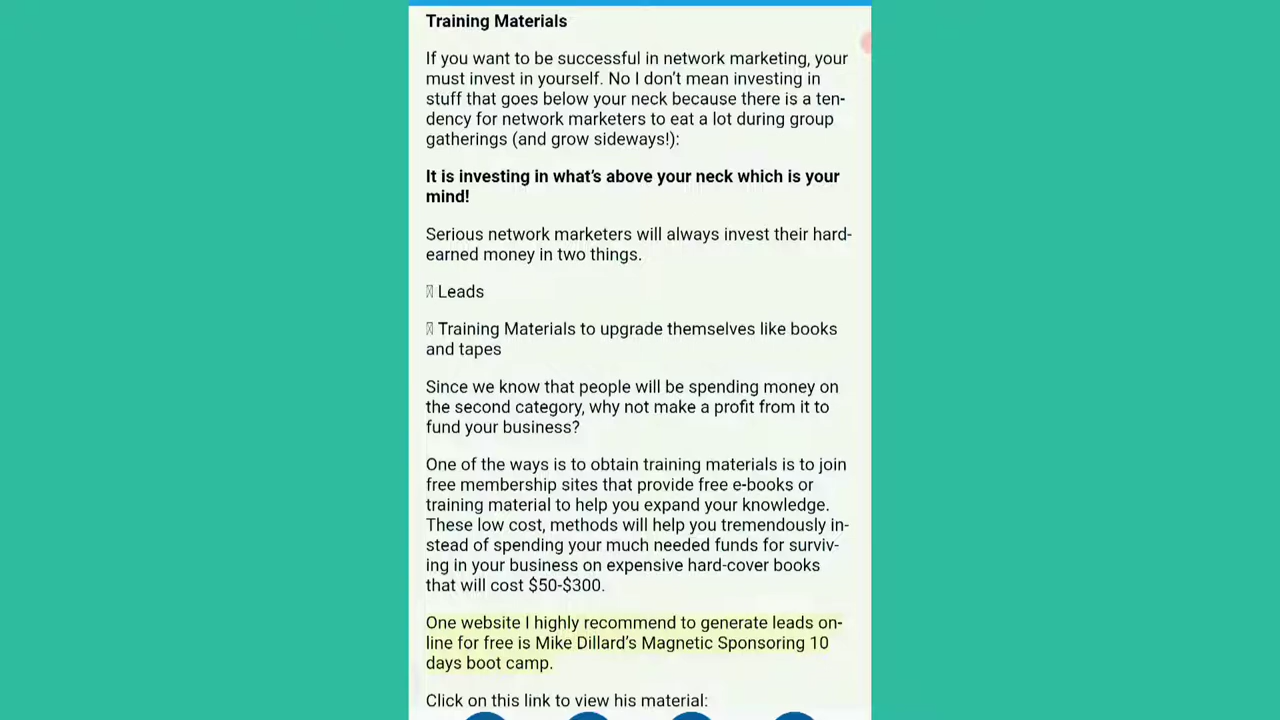 Training Materials
If you want to be successful in network marketing, your
must invest in yourself. No I don’t mean investing in
stuff that goes below your neck because there is a ten-
dency for network marketers to eat a lot during group
gatherings (and grow sideways!):
It is investing in what’s above your neck which is your
mind!
Serious network marketers will always invest their hard-
earned money in two things.
Leads
Training Materials to upgrade themselves like books
and tapes
Since we know that people will be spending money on
the second category, why not make a profit from it to
fund your business?
One of the ways is to obtain training materials is to join
free membership sites that provide free e-books or
training material to help you expand your knowledge.
These low cost, methods will help you tremendously in-
stead of spending your much needed funds for surviv-
ing in your business on expensive hard-cover books
that will cost $50-$300.
One website I highly recommend to generate leads on-
line for free is Mike Dillard’s Magnetic Sponsoring 10
days boot camp.
Click on this link to view his material: